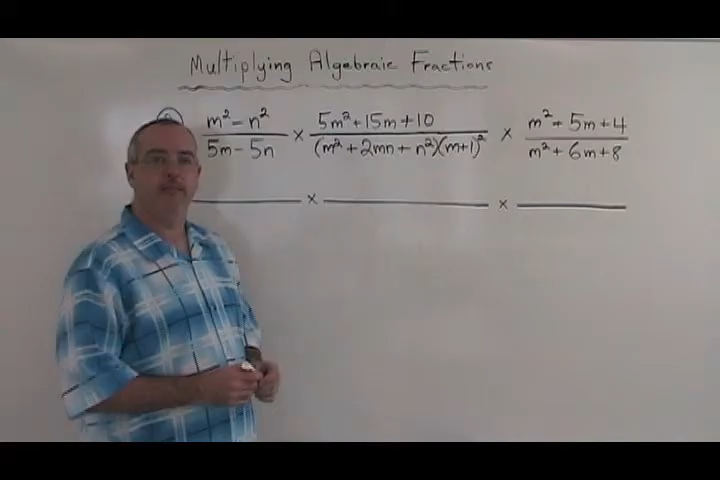 Multiplying Algebraic Fractions
m² - n² / 5m - 5n × 5m² + 15m + 10 / (m² + 2mn + n²)(m+1)² × m² + 5m + 4 / m² + 6m + 8
× ×